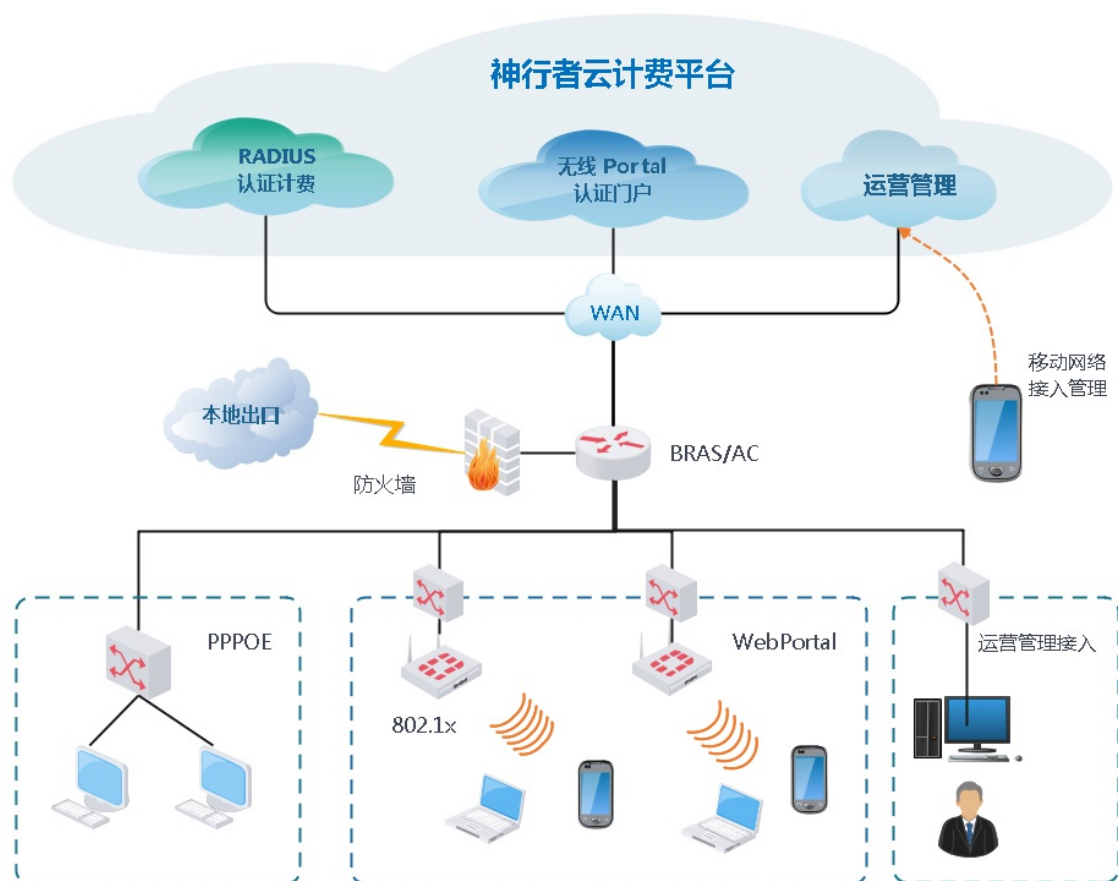 神行者云计费平台
RADIUS
认证计费
无线 Portal
认证门户
运营管理
WAN
移动网络
接入管理
本地出口
防火墙
BRAS/AC
PPPOE
WebPortal
运营管理接入
802.1x